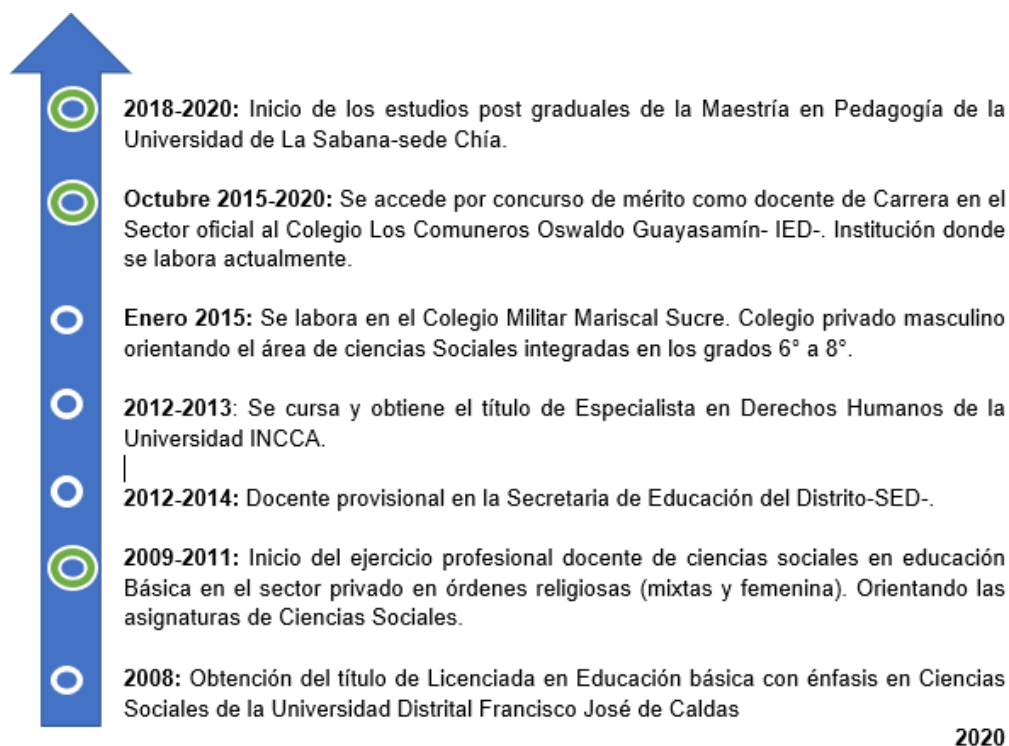 2018-2020: Inicio de los estudios post graduales de la Maestría en Pedagogía de la
Universidad de La Sabana-sede Chía.
Octubre 2015-2020: Se accede por concurso de mérito como docente de Carrera en el
Sector oficial al Colegio Los Comuneros Oswaldo Guayasamín- IED-. Institución donde
se labora actualmente.
Enero 2015: Se labora en el Colegio Militar Mariscal Sucre. Colegio privado masculino
orientando el área de ciencias Sociales integradas en los grados 6° a 8°.
2012-2013: Se cursa y obtiene el título de Especialista en Derechos Humanos de la
Universidad INCCA.
2012-2014: Docente provisional en la Secretaria de Educación del Distrito-SED-.
2009-2011: Inicio del ejercicio profesional docente de ciencias sociales en educación
Básica en el sector privado en órdenes religiosas (mixtas y femenina). Orientando las
asignaturas de Ciencias Sociales.
2008: Obtención del título de Licenciada en Educación básica con énfasis en Ciencias
Sociales de la Universidad Distrital Francisco José de Caldas
2020